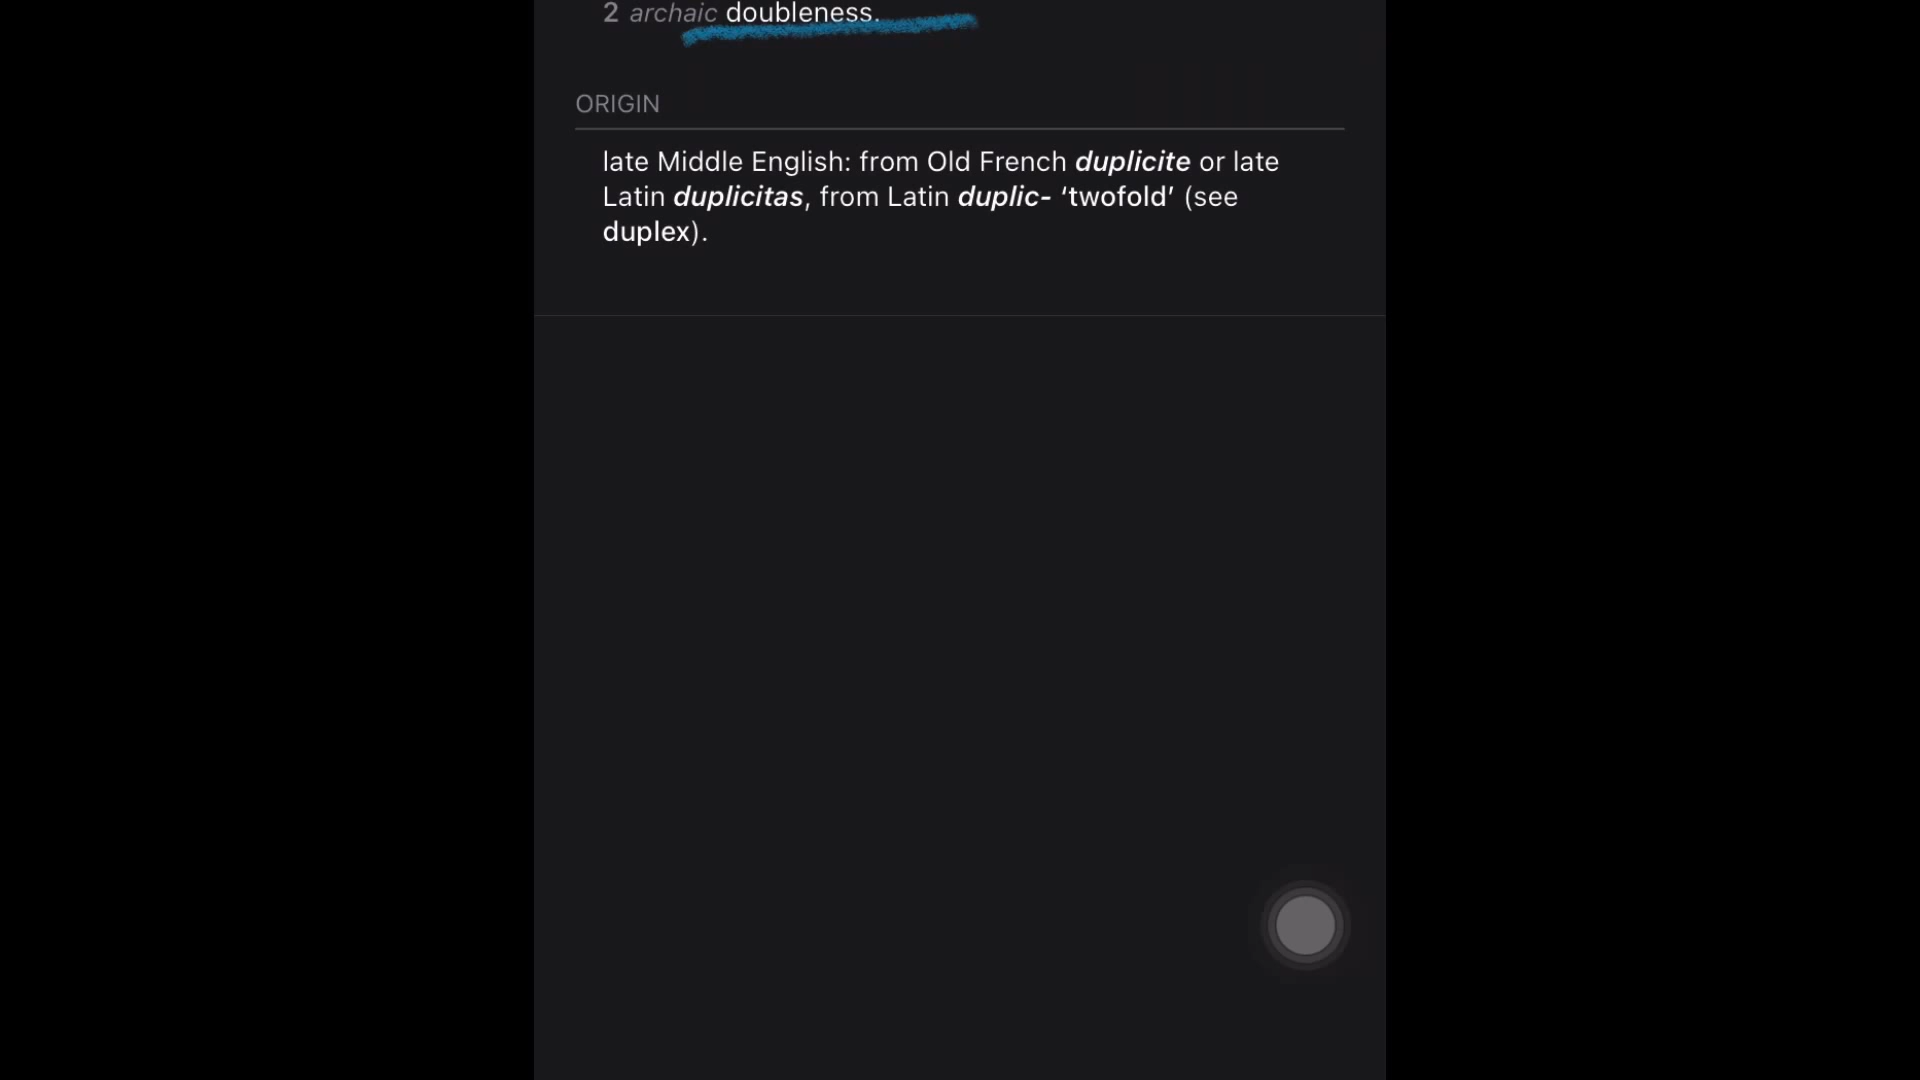 2 archaic doubleness.
ORIGIN
late Middle English: from Old French duplicite or late
Latin duplicitas, from Latin duplic- ‘twofold’ (see
duplex).